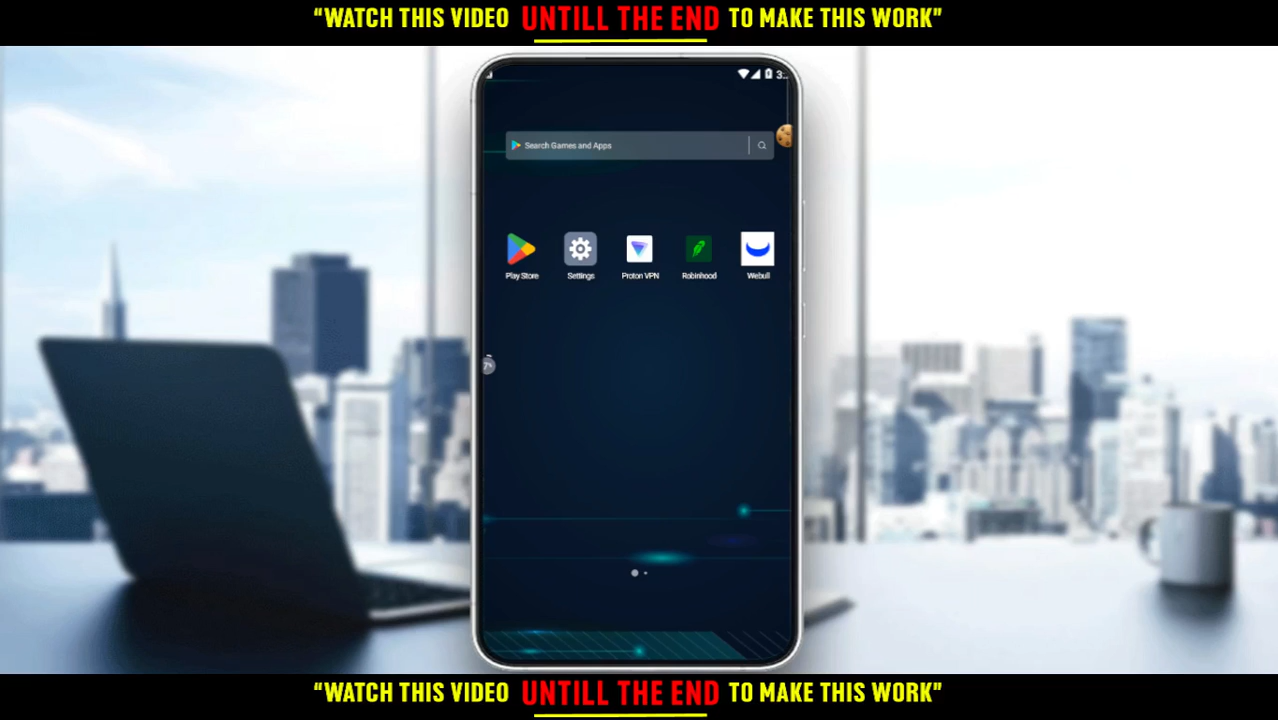 “WATCH THIS VIDEO UNTILL THE END TO MAKE THIS WORK”
3:
Search Games and Apps
Play Store Settings Proton VPN Robinhood Webull
“WATCH THIS VIDEO UNTILL THE END TO MAKE THIS WORK”